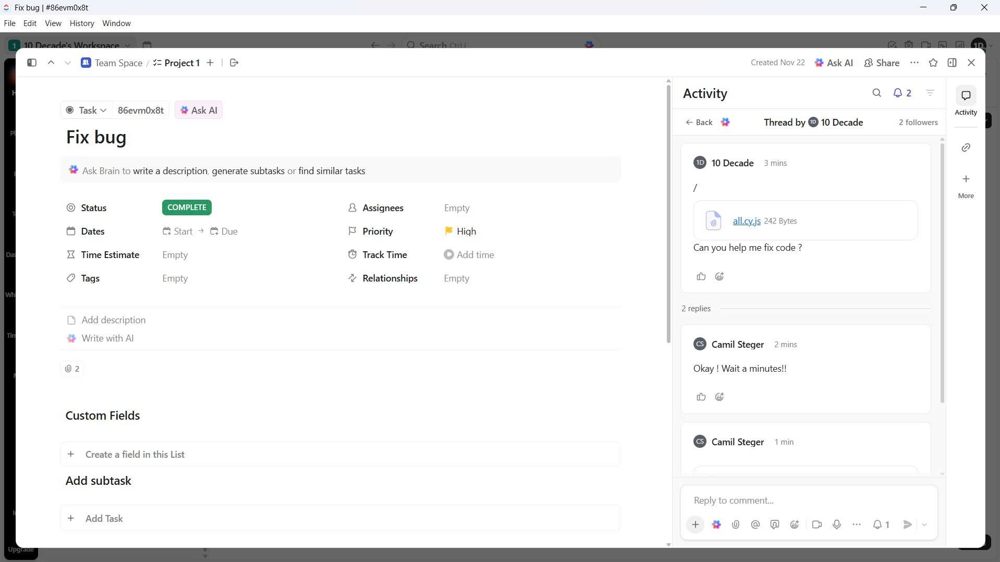 Fix bug | #86evm0x8t
File Edit View History Window
1 10 Decade's Workspace
Search Ctrl
1D
Team Space / Project 1
Created Nov 22 Ask AI Share
Task 86evm0x8t Ask AI
Fix bug
Ask Brain to write a description, generate subtasks or find similar tasks
Status COMPLETE Assignees Empty
Dates Start → Due Priority High
Time Estimate Empty Track Time Add time
Tags Empty Relationships Empty
Add description
Write with AI
2
Custom Fields
+ Create a field in this List
Add subtask
+ Add Task
Upgrade
Activity
2
← Back Thread by 1D 10 Decade 2 followers
1D 10 Decade 3 mins
/
all.cy.js 242 Bytes
Can you help me fix code ?
2 replies
CS Camil Steger 2 mins
Okay ! Wait a minutes!!
CS Camil Steger 1 min
Reply to comment...
1
Activity
More